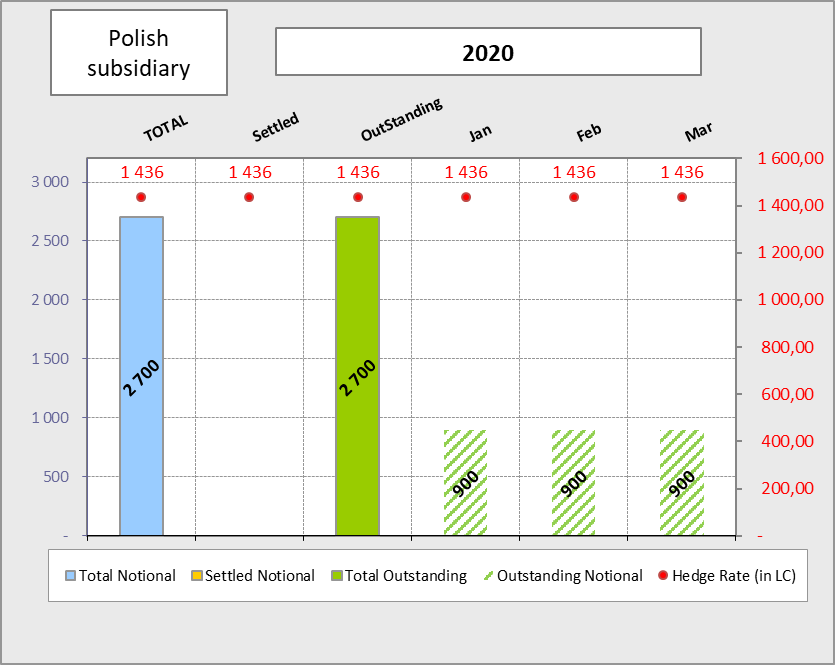 Polish
subsidiary
2020
TOTAL Settled OutStanding Jan Feb Mar
1 436 1 436 1 436 1 436 1 436 1 436
3 000
2 500
2 000
1 500
1 000
500
-
1 600,00
1 400,00
1 200,00
1 000,00
800,00
600,00
400,00
200,00
-
2 700 2 700 900 900 900
Total Notional Settled Notional Total Outstanding Outstanding Notional Hedge Rate (in LC)